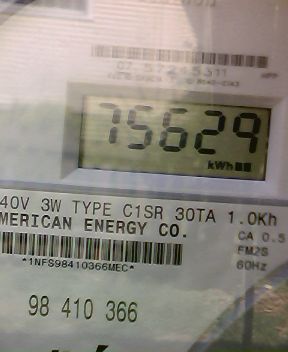 75629
kWh
40V 3W TYPE C1SR 30TA 1.0Kh
MERICAN ENERGY CO.
CA 0.5
FM2S
60Hz
*1NFS98410366MEC*
98 410 366